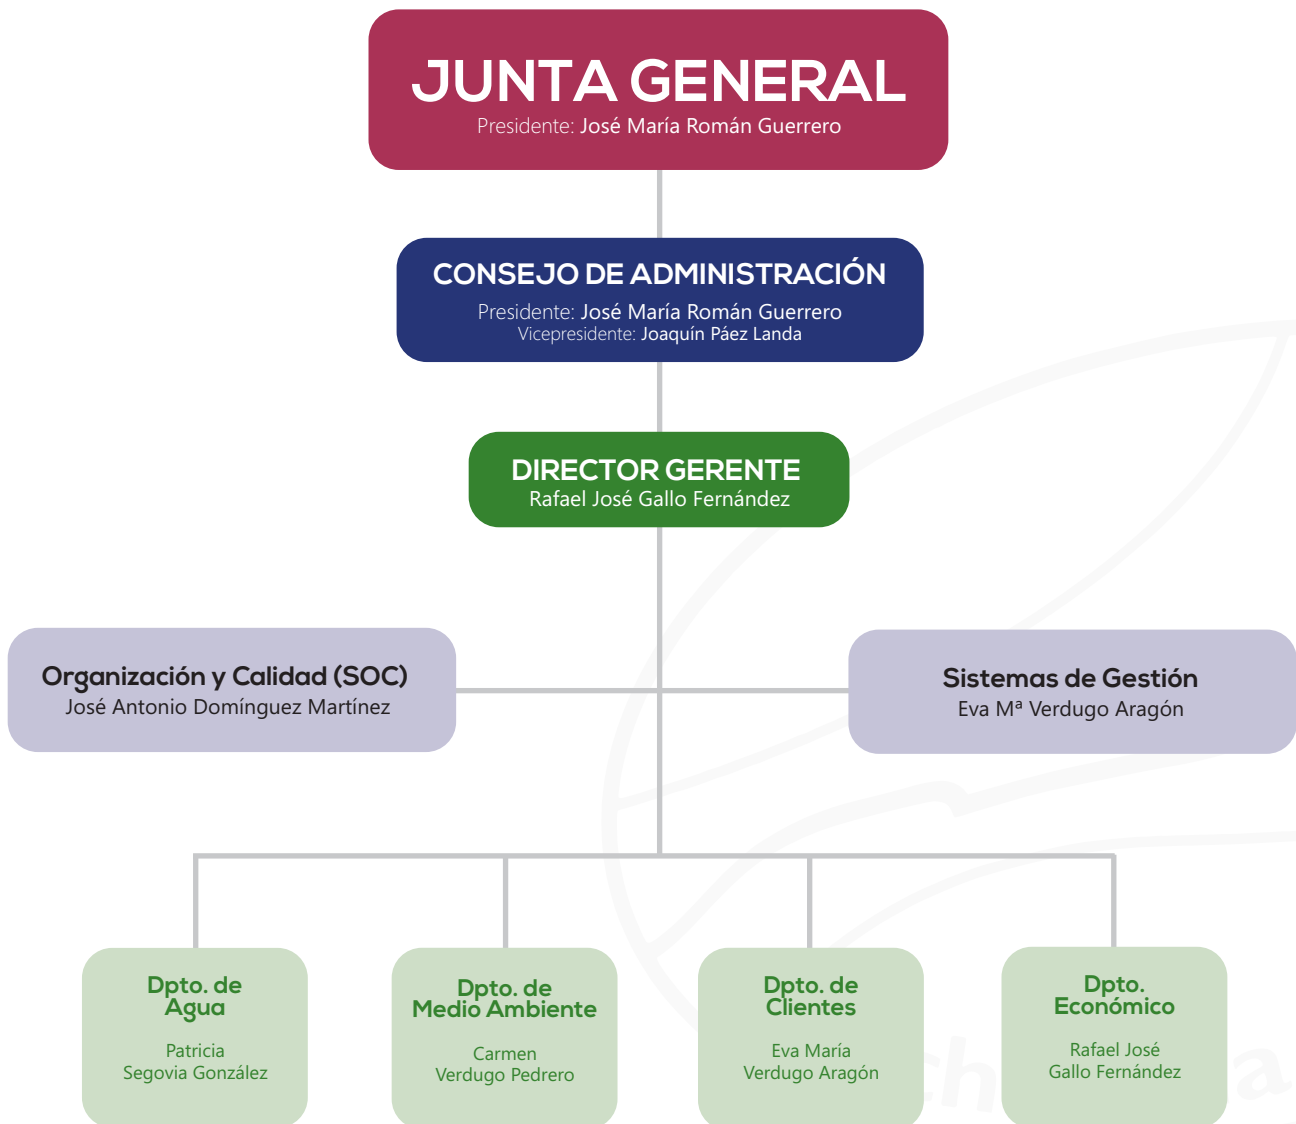 JUNTA GENERAL
Presidente: José María Román Guerrero
CONSEJO DE ADMINISTRACIÓN
Presidente: José María Román Guerrero
Vicepresidente: Joaquín Páez Landa
DIRECTOR GERENTE
Rafael José Gallo Fernández
Organización y Calidad (SOC)
José Antonio Domínguez Martínez
Sistemas de Gestión
Eva Mª Verdugo Aragón
Dpto. de
Agua
Patricia
Segovia González
Dpto. de
Medio Ambiente
Carmen
Verdugo Pedrero
Dpto. de
Clientes
Eva María
Verdugo Aragón
Dpto.
Económico
Rafael José
Gallo Fernández